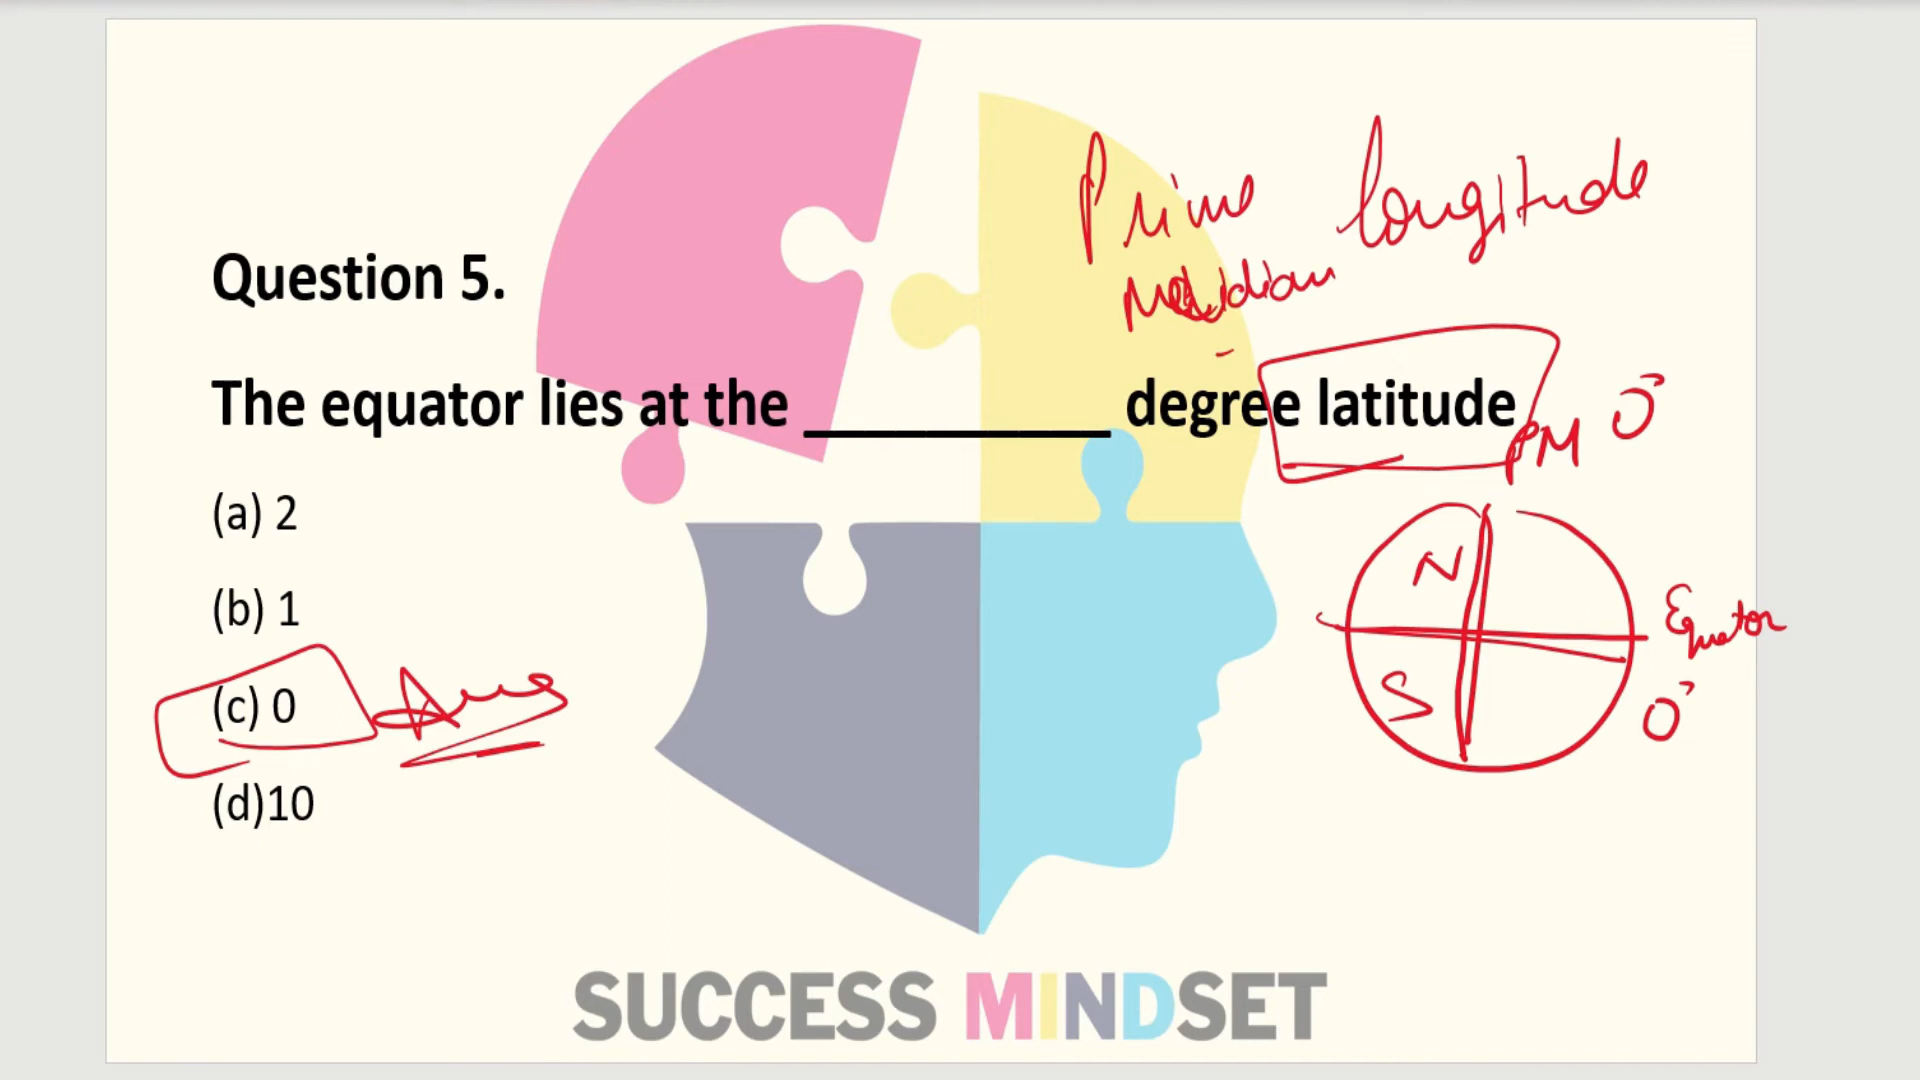 Prime longitude
Meridian
Question 5.
The equator lies at the __________ degree latitude
PM 0°
(a) 2
(b) 1
N
Equator
(c) 0 Ans
S
0°
(d)10
SUCCESS MINDSET